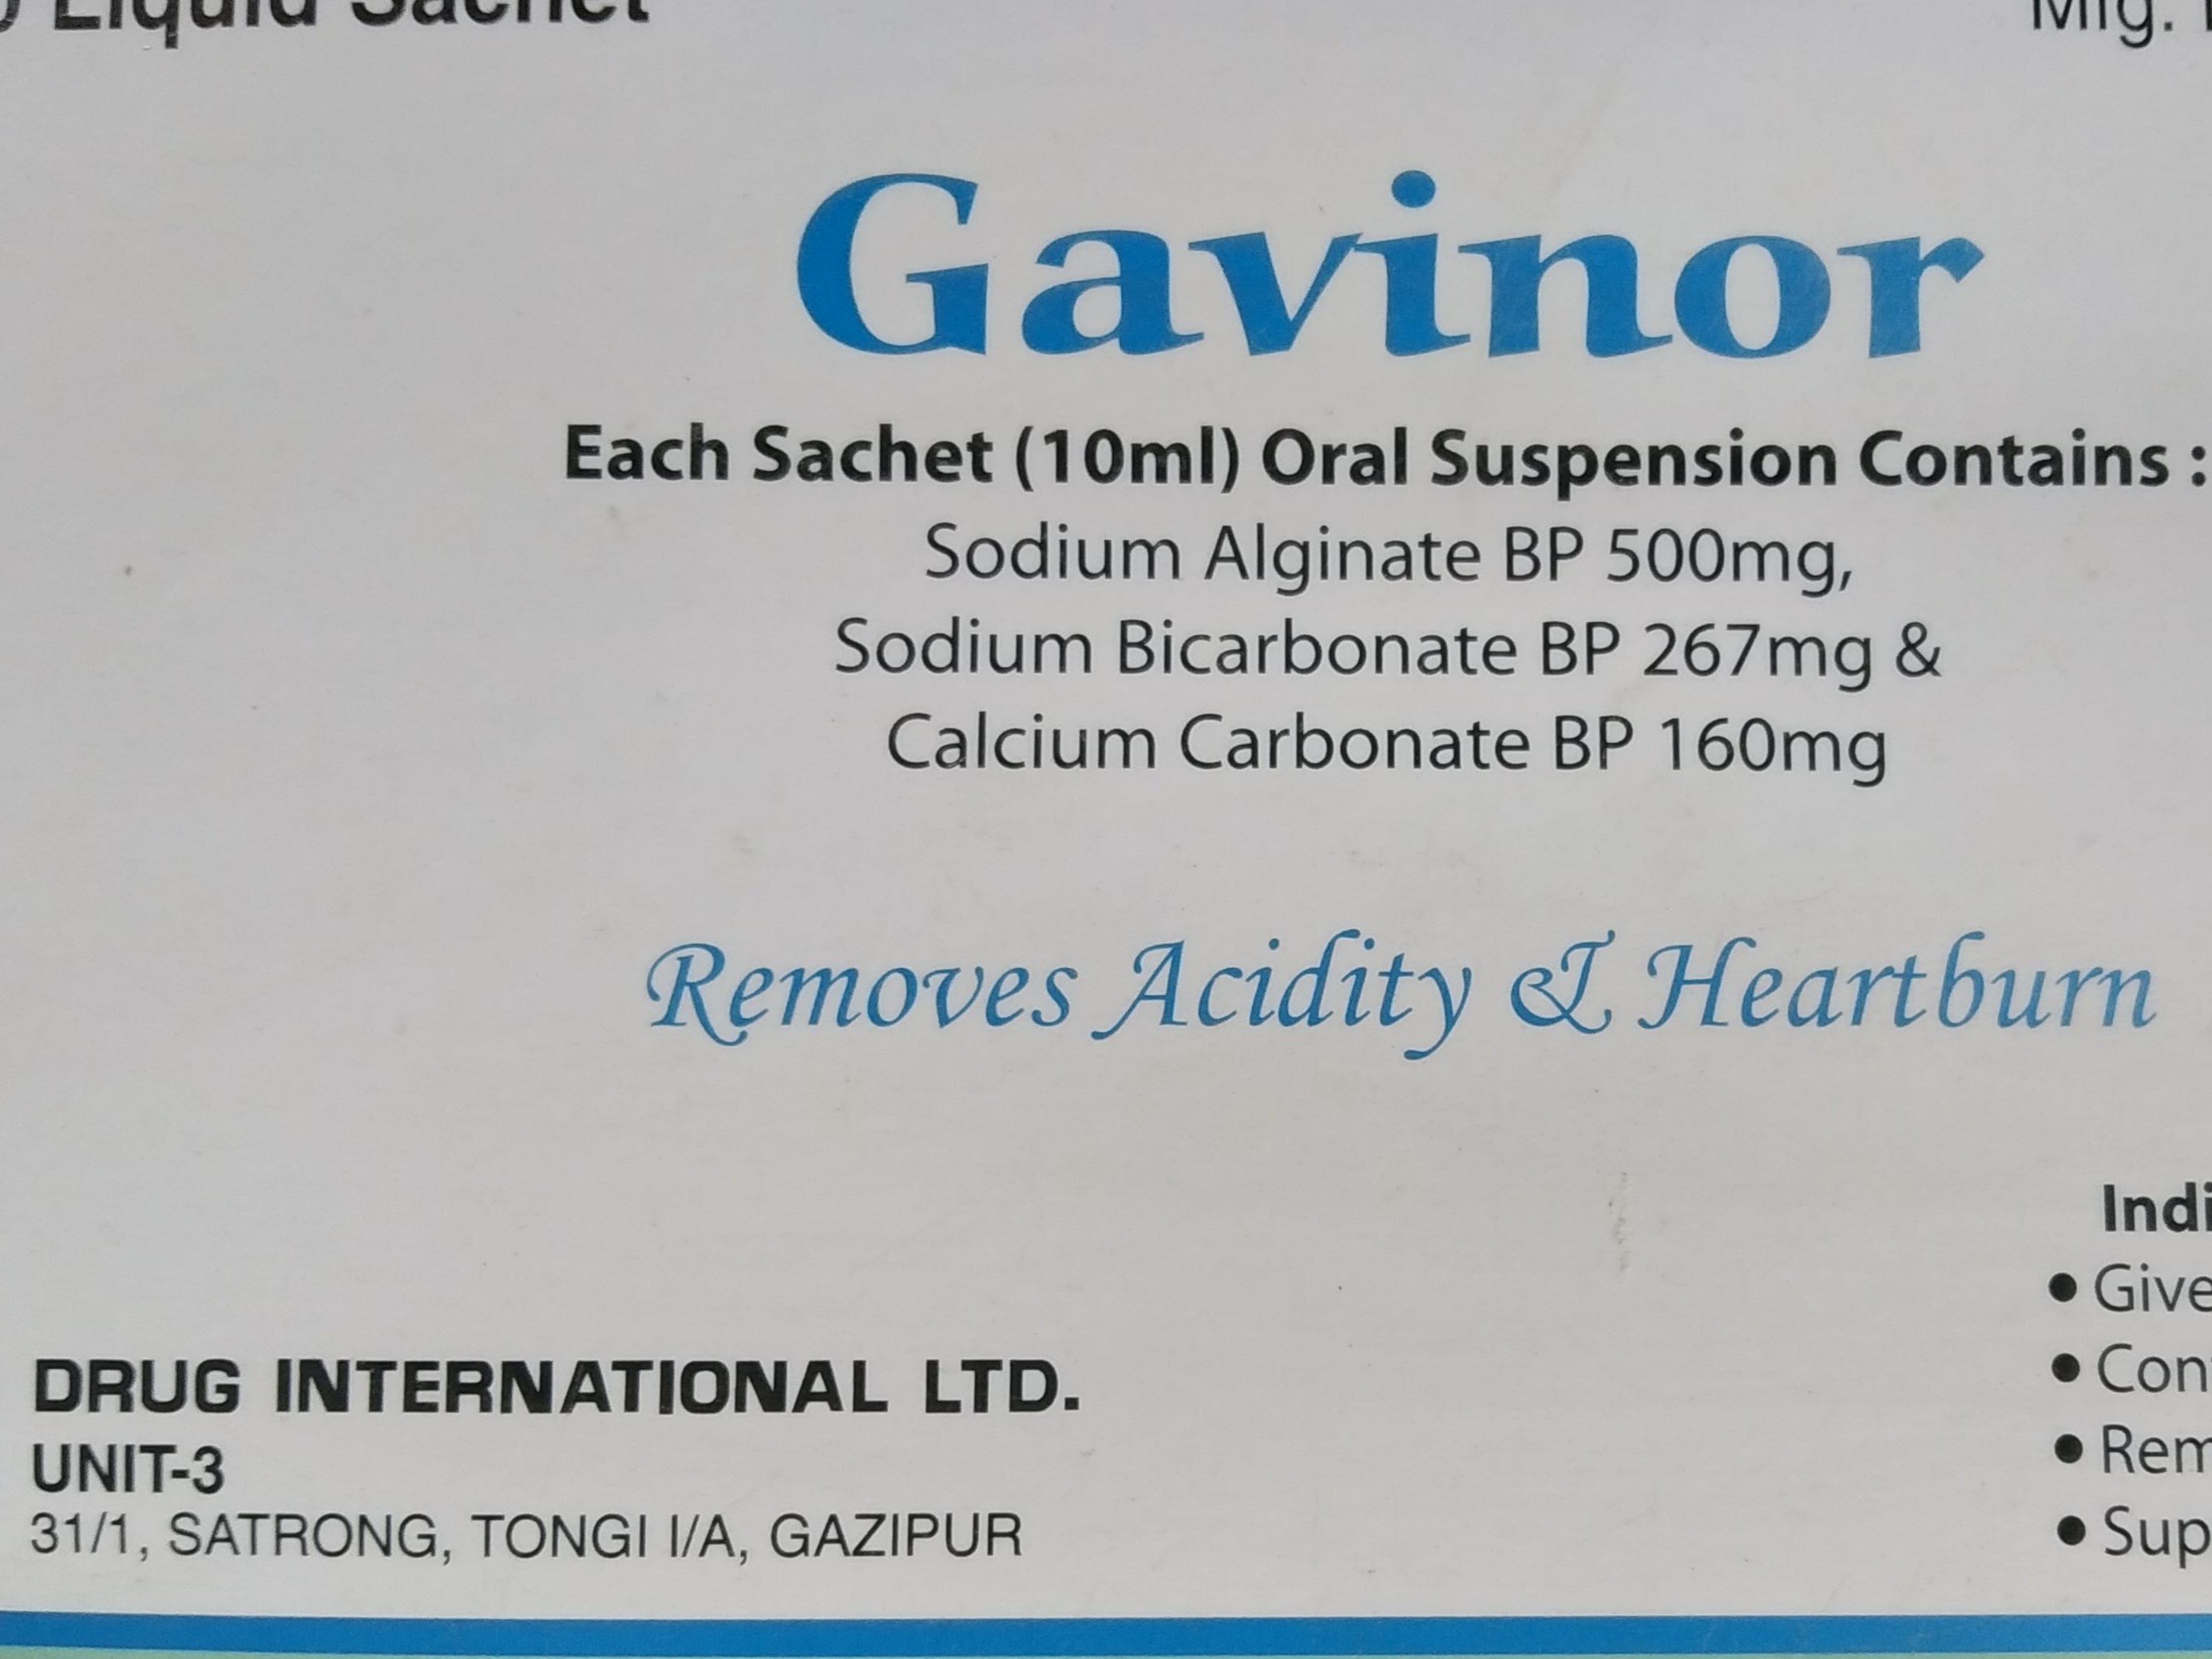 Liquid Sachet
Mfg.
Gavinor
Each Sachet (10ml) Oral Suspension Contains :
Sodium Alginate BP 500mg,
Sodium Bicarbonate BP 267mg &
Calcium Carbonate BP 160mg
Removes Acidity & Heartburn
Indi
• Give
• Con
• Rem
• Sup
DRUG INTERNATIONAL LTD.
UNIT-3
31/1, SATRONG, TONGI I/A, GAZIPUR